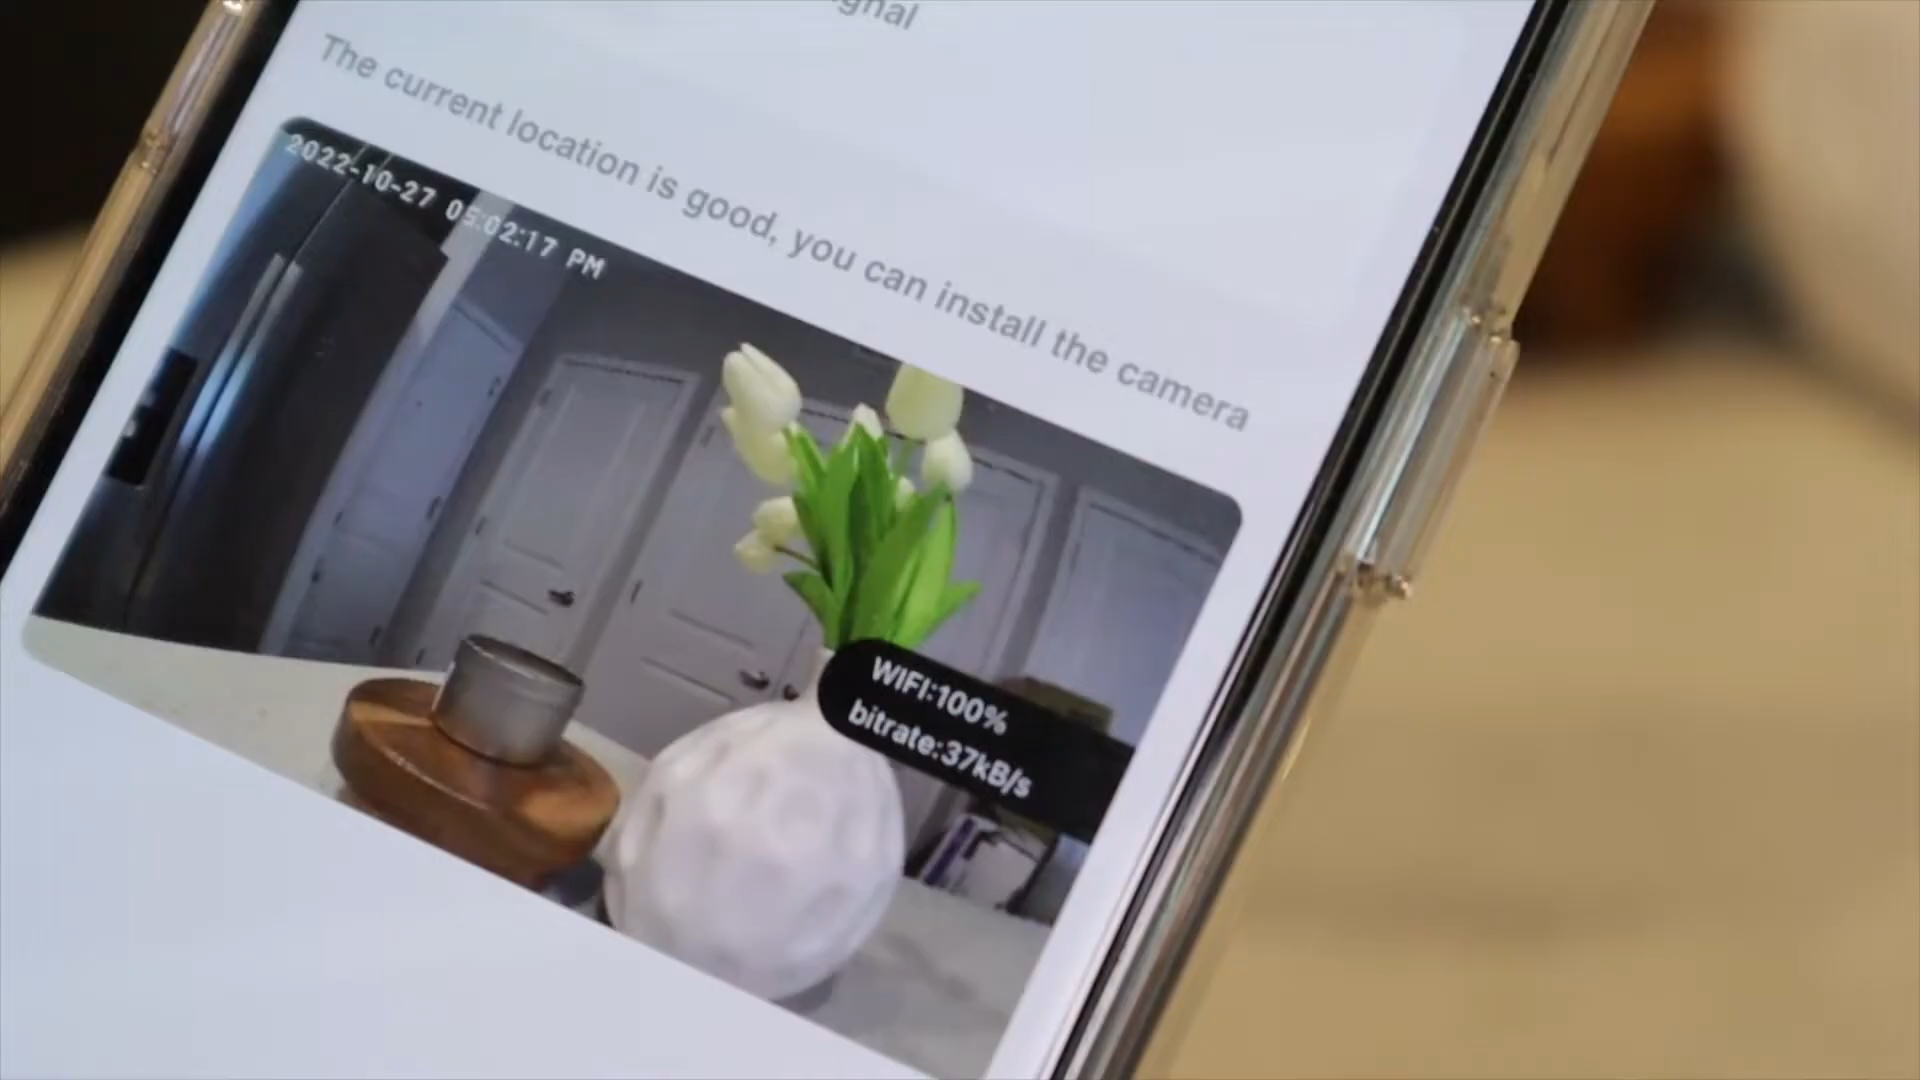 The current location is good, you can install the camera
2022-10-27 05:02:17 PM
WIFI:100%
bitrate:37kB/s